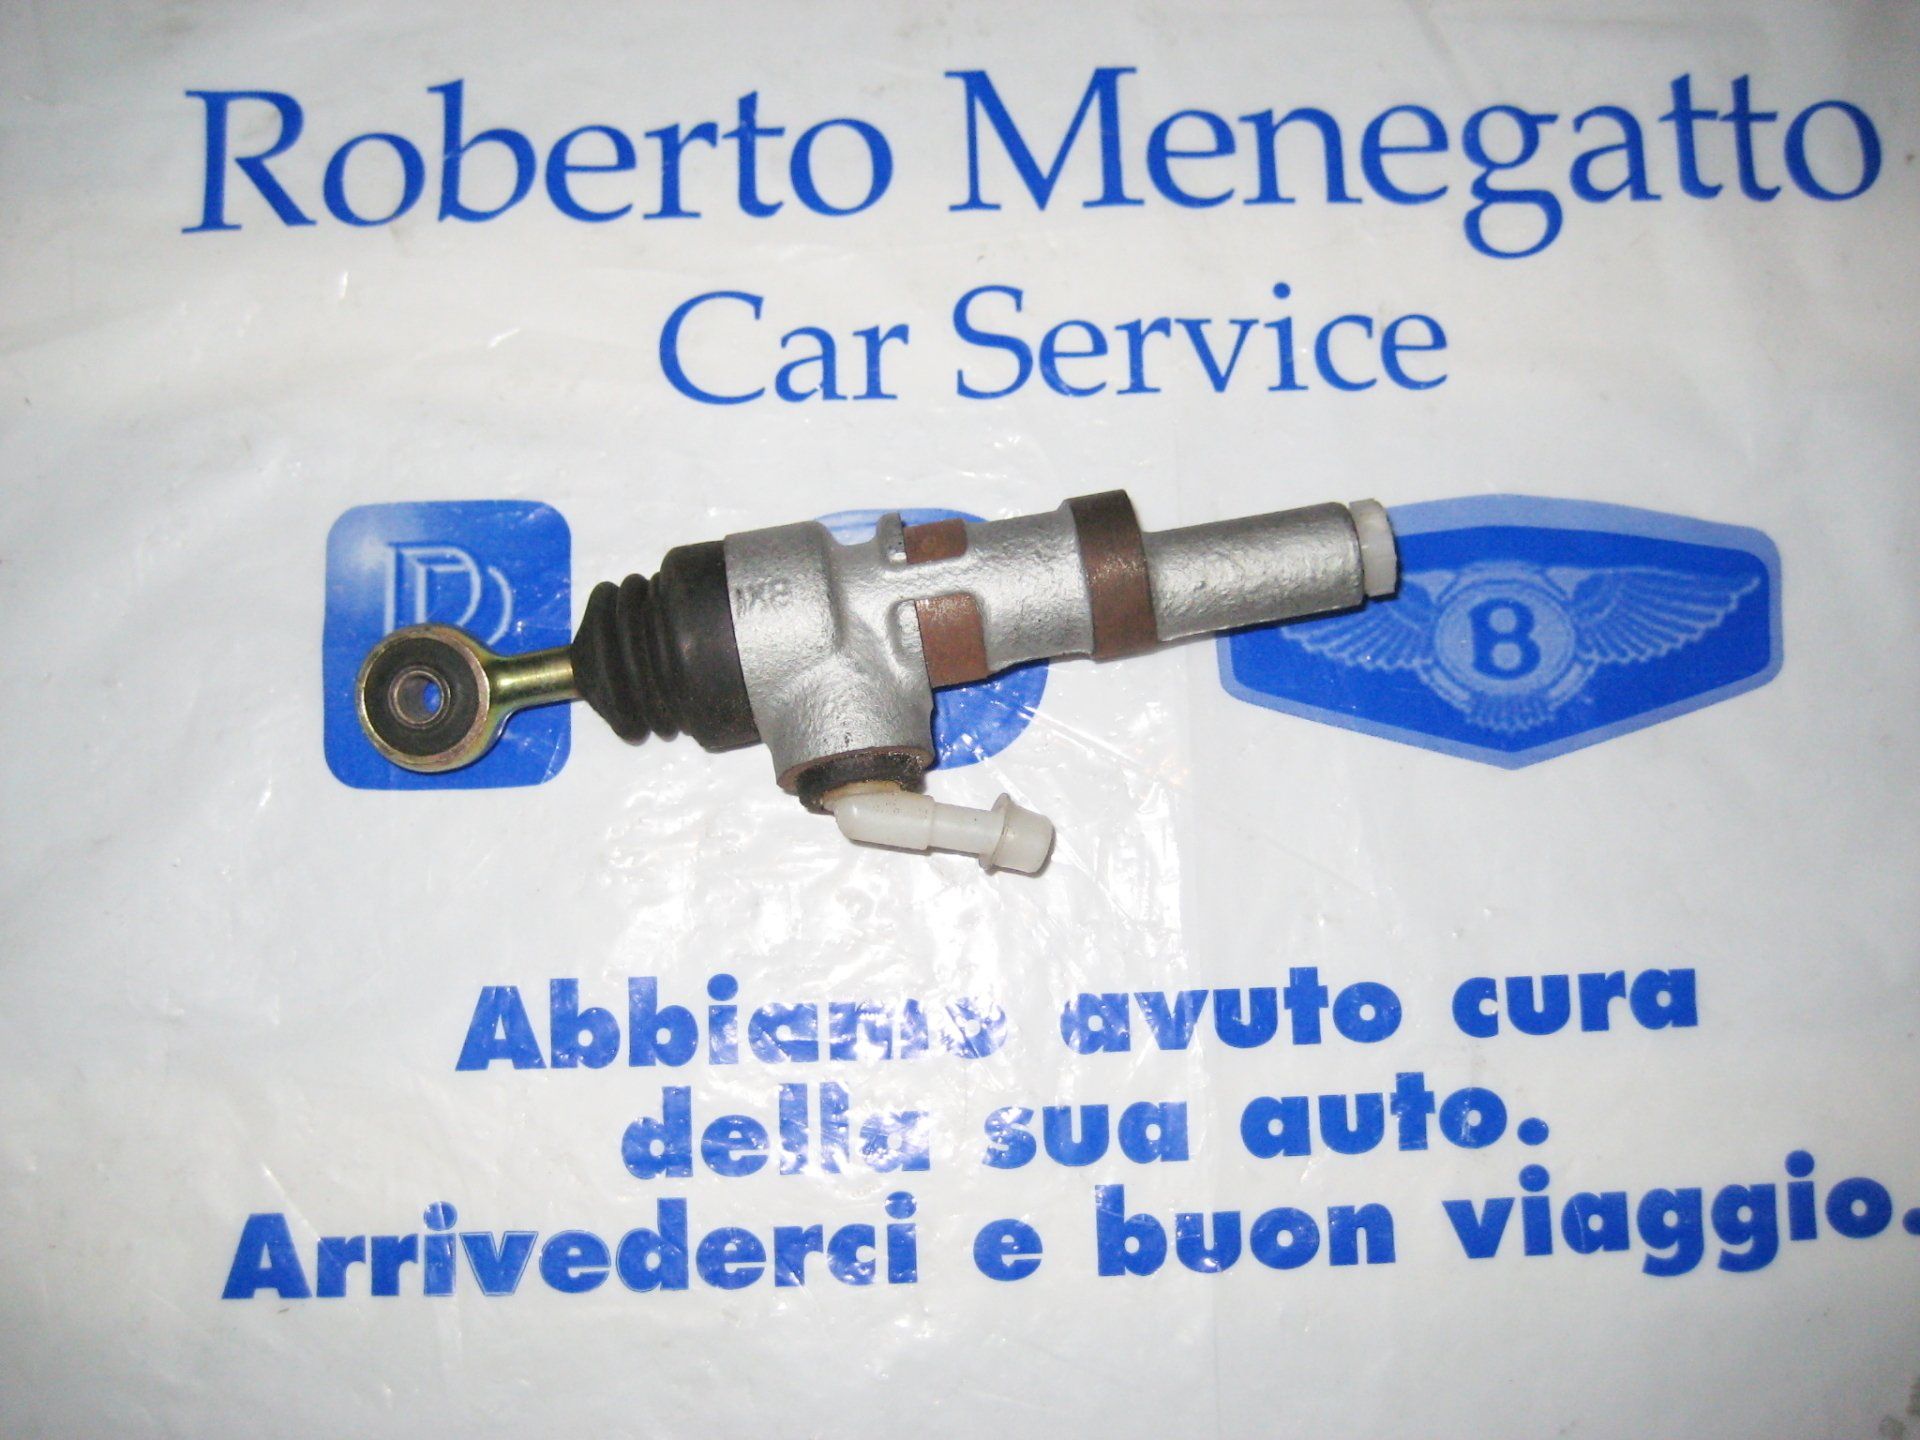 Roberto Menegatto
Car Service
B
Abbiamo avuto cura
della sua auto.
Arrivederci e buon viaggio.